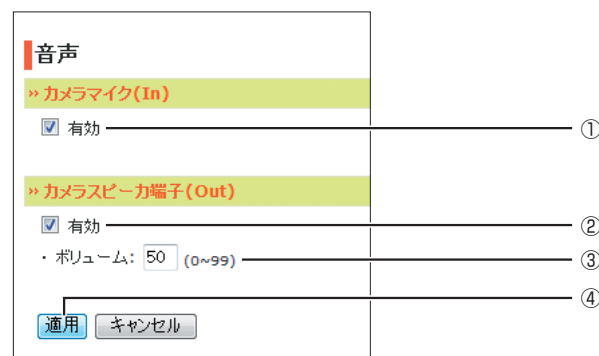 音声
» カメラマイク(In)
有効 ①
» カメラスピーカ端子(Out)
有効 ②
・ボリューム: 50 (0~99) ③
④
適用 キャンセル